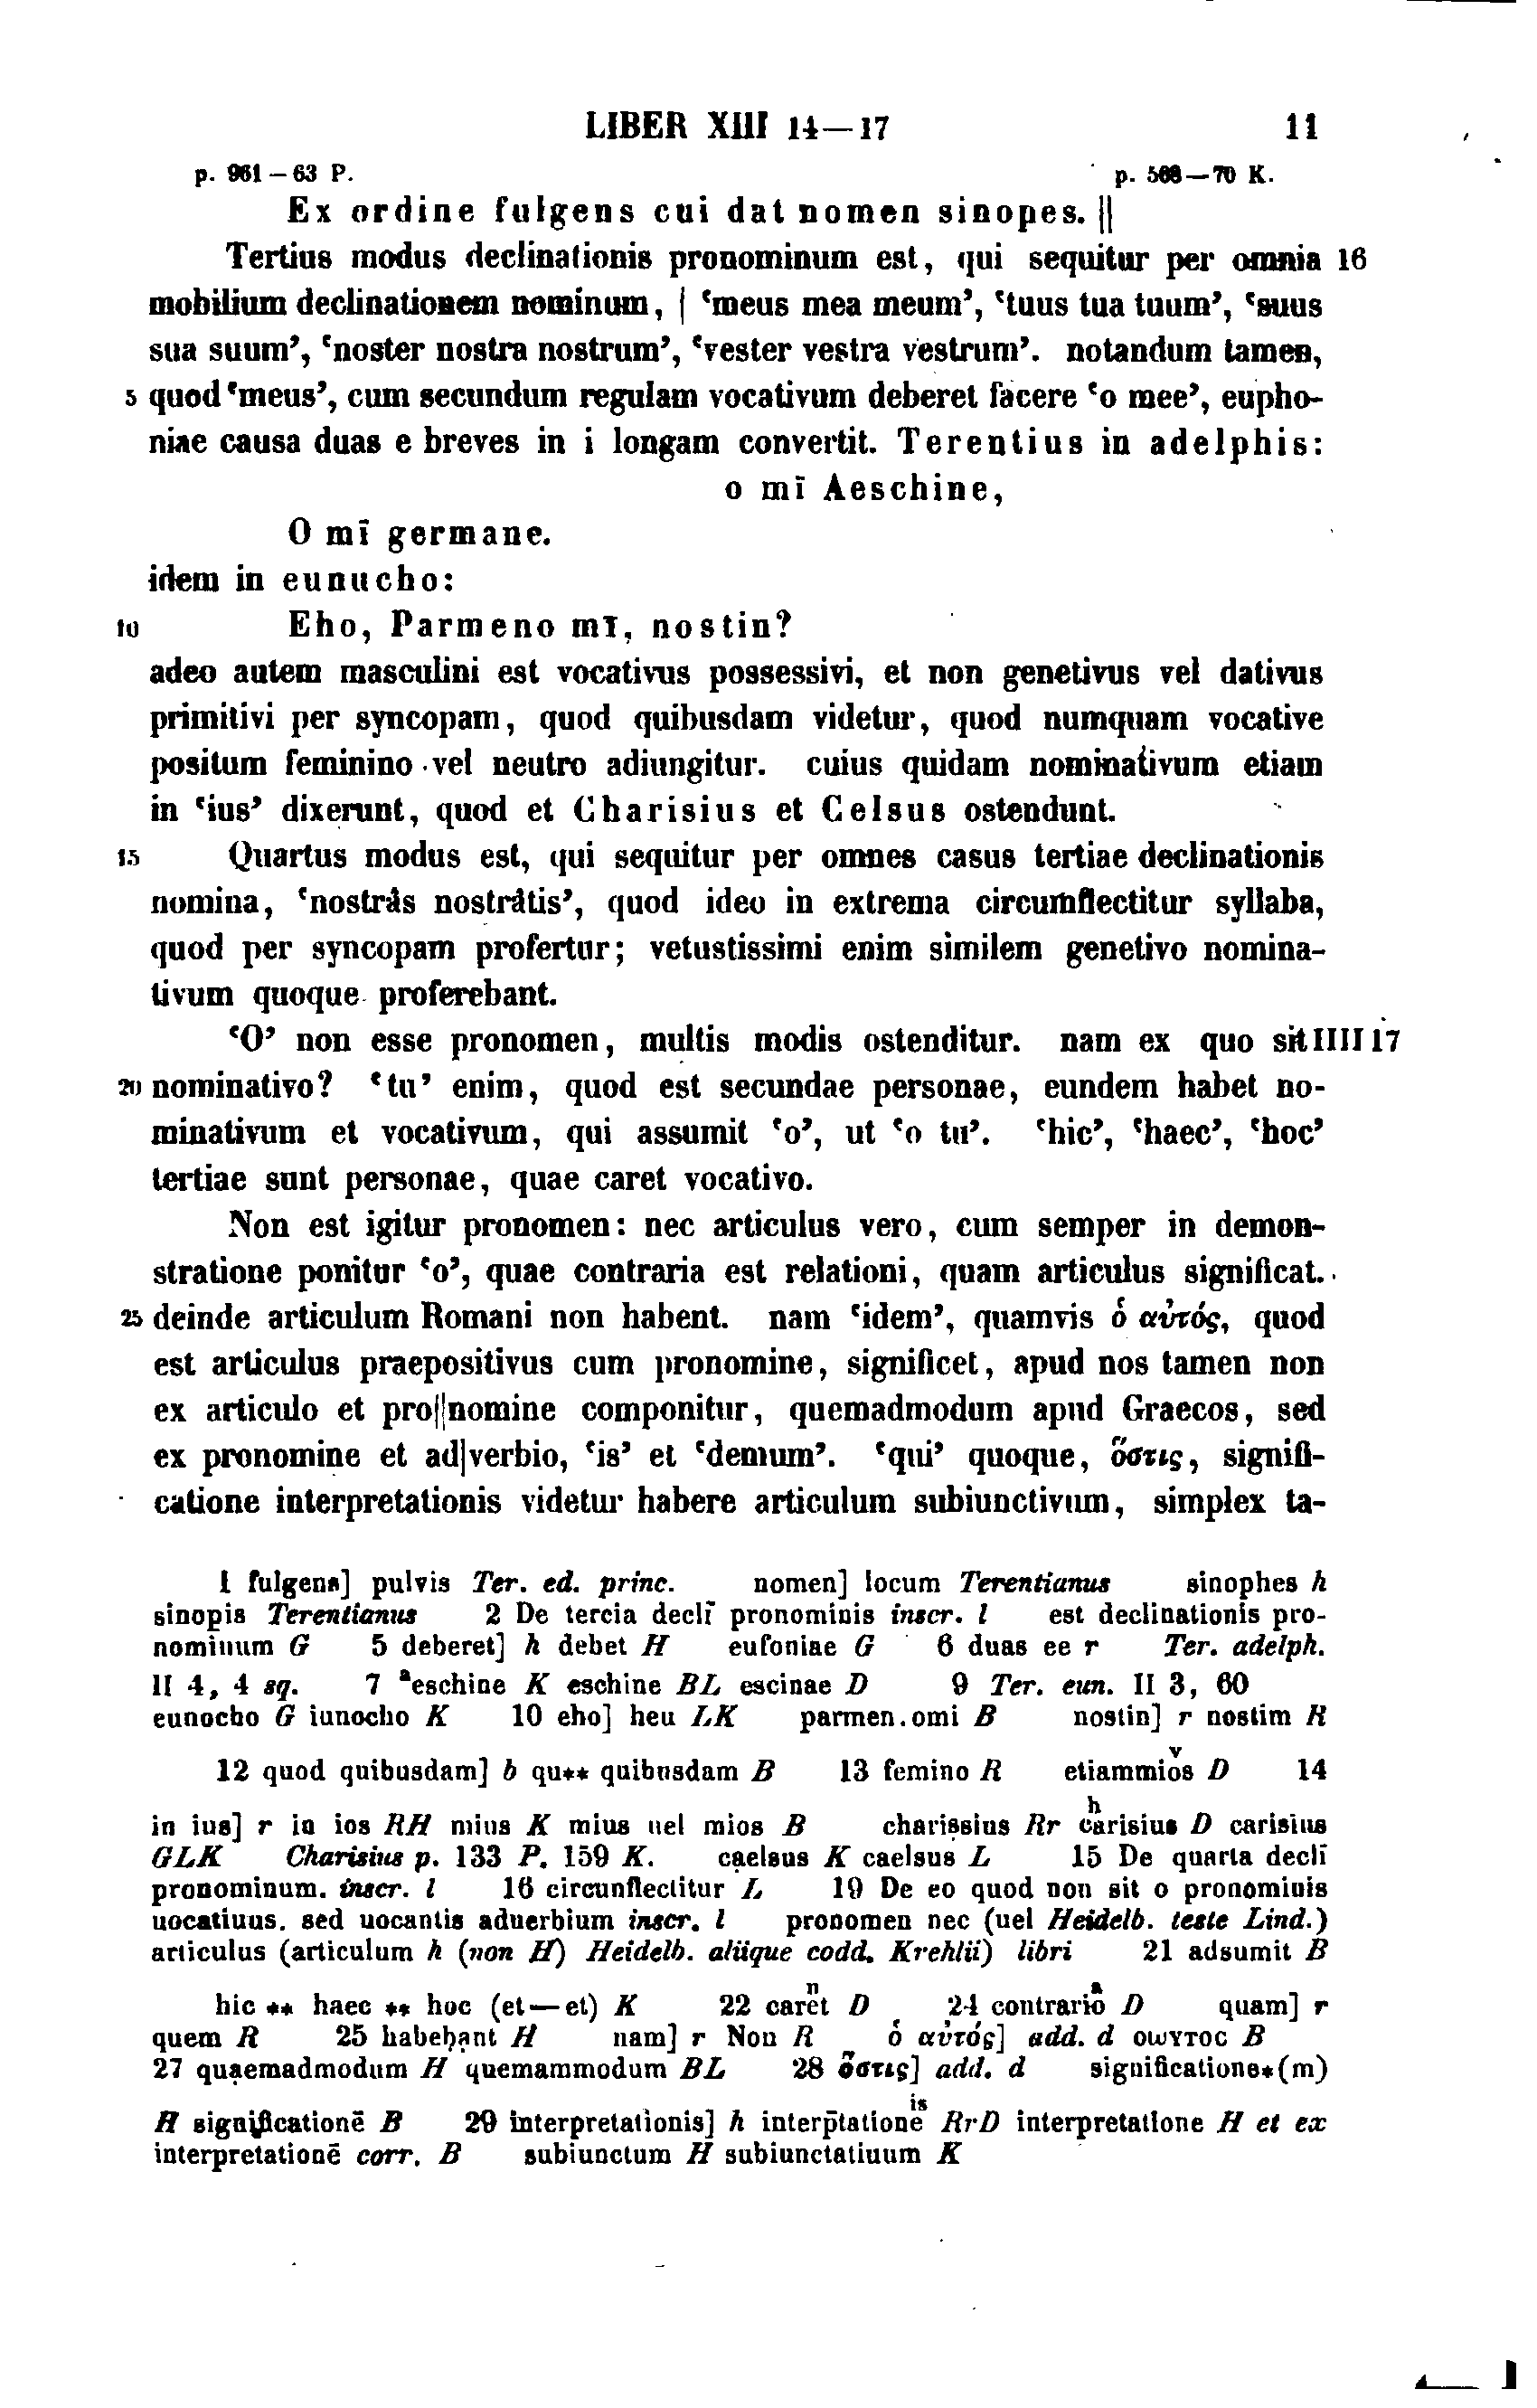 LIBER XIII 14—17 11
p. 961—63 P. p. 568—70 K.
Ex ordine fulgens cui dat nomen sinopes. ||
Tertius modus declinationis pronominum est, qui sequitur per omnia 16
mobilium declinationem nominum, | ‘meus mea meum’, ‘tuus tua tuum’, ‘suus
sua suum’, ‘noster nostra nostrum’, ‘vester vestra vestrum’. notandum tamen,
5 quod ‘meus’, cum secundum regulam vocativum deberet facere ‘o mee’, eupho-
niae causa duas e breves in i longam convertit. Terentius in adelphis:
o mī Aeschine,
O mī germane.
idem in eunucho:
10 Eho, Parmeno mī, nostin?
adeo autem masculini est vocativus possessivi, et non genetivus vel dativus
primitivi per syncopam, quod quibusdam videtur, quod numquam vocative
positum feminino vel neutro adiungitur. cuius quidam nominativum etiam
in ‘ius’ dixerunt, quod et Charisius et Celsus ostendunt.
15 Quartus modus est, qui sequitur per omnes casus tertiae declinationis
nomina, ‘nostrâs nostrâtis’, quod ideo in extrema circumflectitur syllaba,
quod per syncopam profertur; vetustissimi enim similem genetivo nomina-
tivum quoque proferebant.
‘O’ non esse pronomen, multis modis ostenditur. nam ex quo sit IIII 17
20 nominativo? ‘tu’ enim, quod est secundae personae, eundem habet no-
minativum et vocativum, qui assumit ‘o’, ut ‘o tu’. ‘hic’, ‘haec’, ‘hoc’
tertiae sunt personae, quae caret vocativo.
Non est igitur pronomen: nec articulus vero, cum semper in demon-
stratione ponitur ‘o’, quae contraria est relationi, quam articulus significat.
25 deinde articulum Romani non habent. nam ‘idem’, quamvis ὁ αὐτός, quod
est articulus praepositivus cum pronomine, significet, apud nos tamen non
ex articulo et pro||nomine componitur, quemadmodum apud Graecos, sed
ex pronomine et ad|verbio, ‘is’ et ‘demum’. ‘qui’ quoque, ὅστις, signifi-
catione interpretationis videtur habere articulum subiunctivum, simplex ta-
1 fulgens] pulvis Ter. ed. princ. nomen] locum Terentianus sinophes h
sinopis Terentianus 2 De tercia declī pronominis inscr. l est declinationis pro-
nominum G 5 deberet] h debet H eufoniae G 6 duas ee r Ter. adelph.
II 4, 4 sq. 7 aeschine K eschine BL escinae D 9 Ter. eun. II 3, 60
eunocho G iunocho K 10 eho] heu LK parmen.omi B nostin] r nostim R
12 quod quibusdam] b qu** quibusdam B 13 femino R etiammiosv D 14
in ius] r in ios RH mius K mius uel mios B charissius Rr charisius D carisius
GLK Charisius p. 133 P. 159 K. cąelsus K caelsus L 15 De quarta declī
pronominum. inscr. l 16 circunflectitur L 19 De eo quod non sit o pronominis
uocatiuus. sed uocantis aduerbium inscr. l pronomen nec (uel Heidelb. teste Lind.)
articulus (articulum h (non H) Heidelb. aliique codd. Krehlii) libri 21 adsumit B
hic ** haec ** hoc (et—et) K 22 carent D 24 contrario a D quam] r
quem R 25 habebant H nam] r Non R ὁ αὐτός] add. d οωυτος B
27 quaemadmodum H quemammodum BL 28 ὅστις] add. d significatione*(m)
R significationē B 29 interpretationis] h interp̄tatione is RrD interpretatione H et ex
interpretationē corr. B subiunctum H subiunctatiuum K